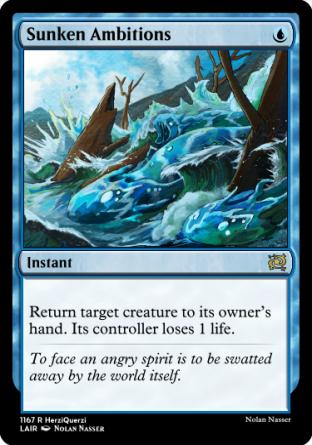 Sunken Ambitions
Instant
Return target creature to its owner's
hand. Its controller loses 1 life.
To face an angry spirit is to be swatted
away by the world itself.
Nolan Nasser
1167 R HerziQuerzi
LAIR Nolan Nasser